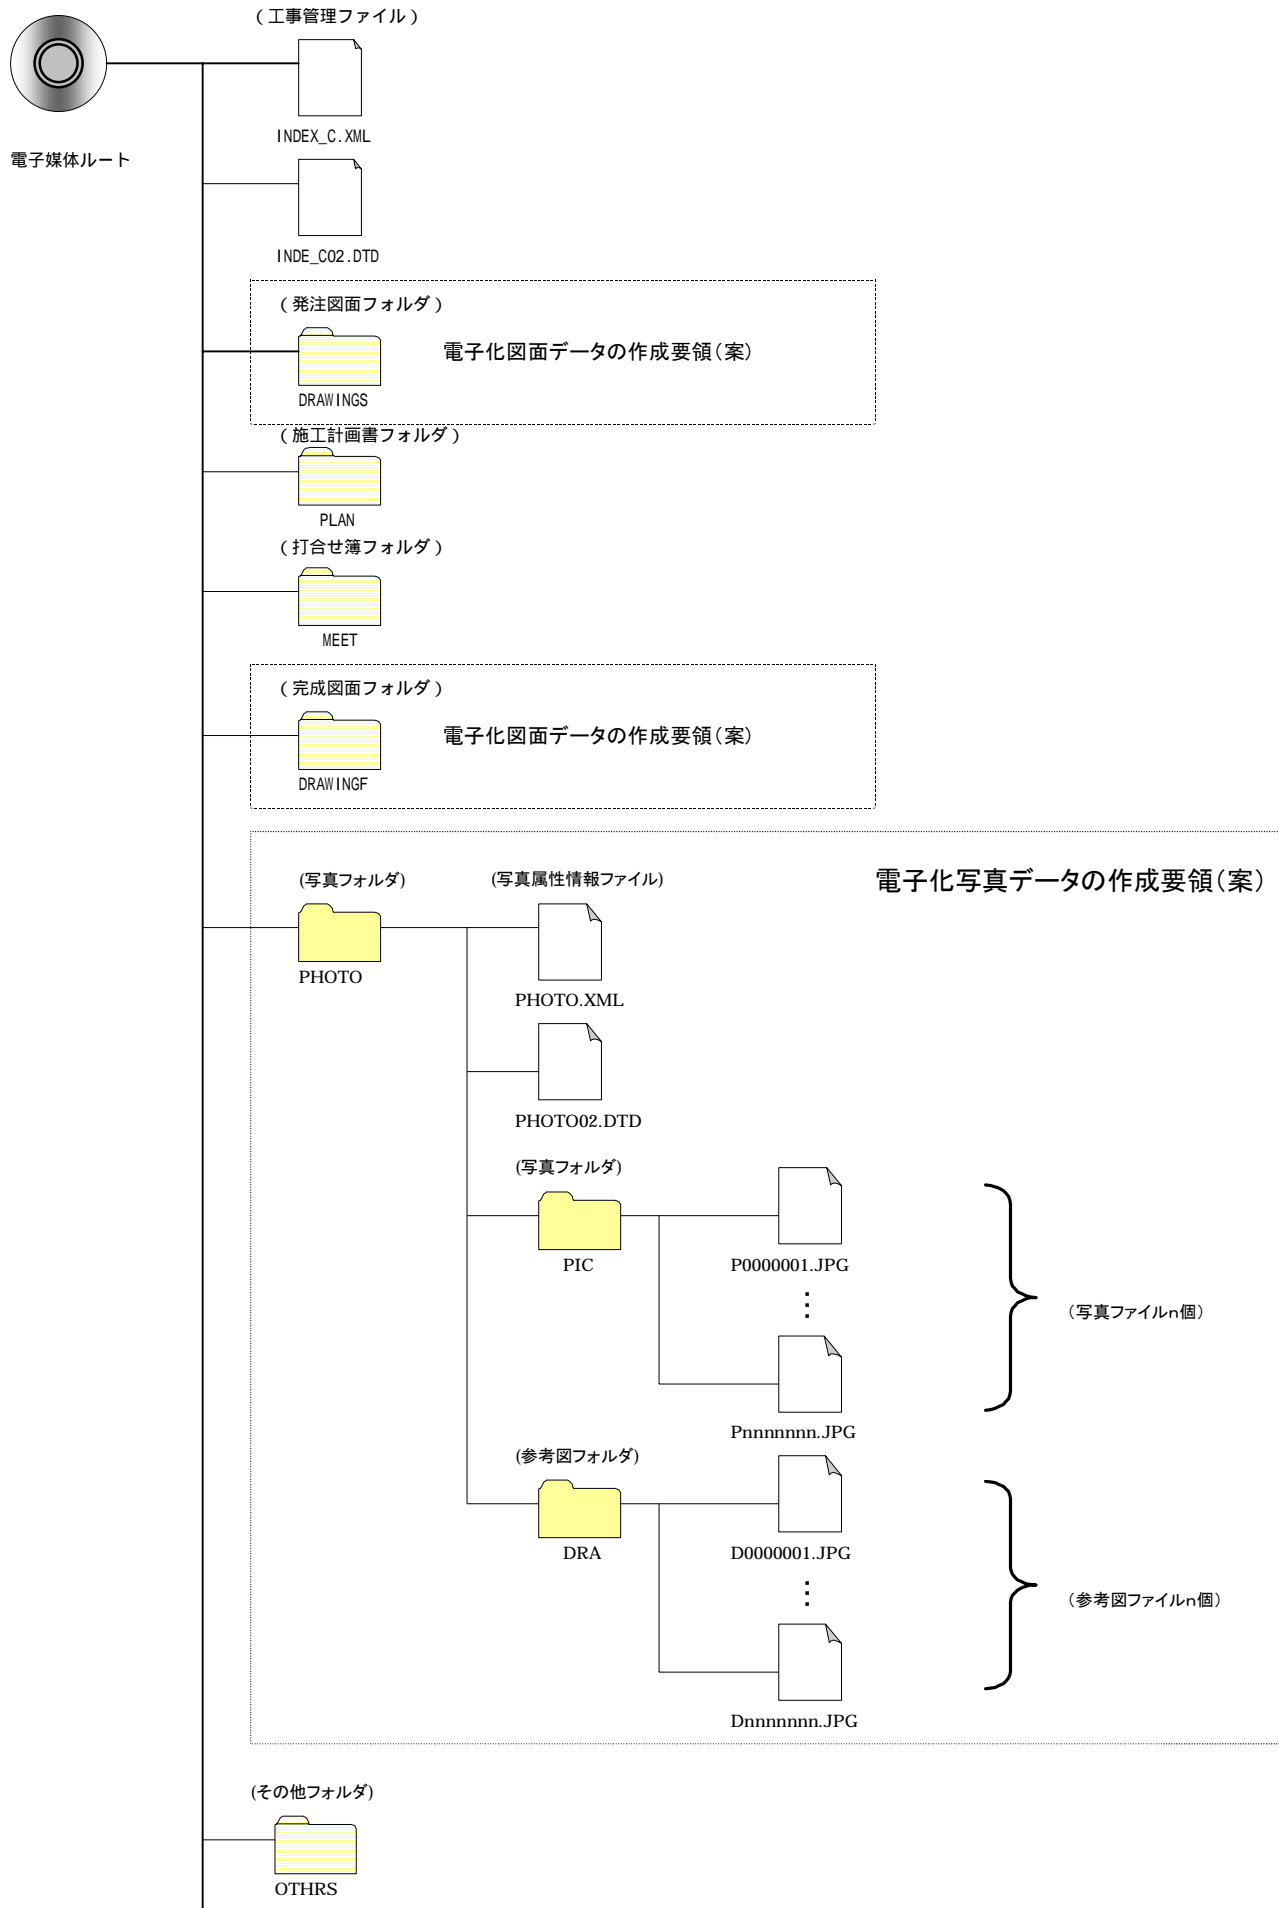 (工事管理ファイル)
INDEX_C.XML
電子媒体ルート
INDE_C02.DTD
(発注図面フォルダ)
電子化図面データの作成要領(案)
DRAWINGS
(施工計画書フォルダ)
PLAN
(打合せ簿フォルダ)
MEET
(完成図面フォルダ)
電子化図面データの作成要領(案)
DRAWINGF
電子化写真データの作成要領(案)
(写真フォルダ)
(写真属性情報ファイル)
PHOTO
PHOTO.XML
PHOTO02.DTD
(写真フォルダ)
PIC
P0000001.JPG
⋮
(写真ファイルn個)
Pnnnnnnn.JPG
(参考図フォルダ)
DRA
D0000001.JPG
⋮
(参考図ファイルn個)
Dnnnnnnn.JPG
(その他フォルダ)
OTHRS